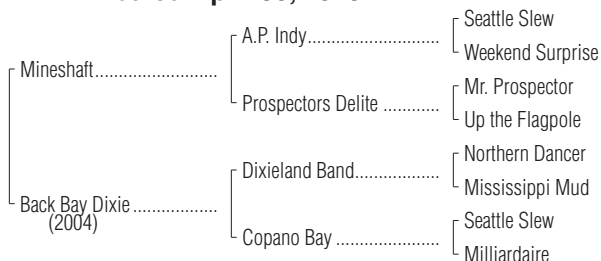 Seattle Slew
A.P. Indy
Weekend Surprise
Mineshaft
Mr. Prospector
Prospectors Delite
Up the Flagpole
Northern Dancer
Dixieland Band
Mississippi Mud
Back Bay Dixie
(2004)
Seattle Slew
Copano Bay
Milliardaire